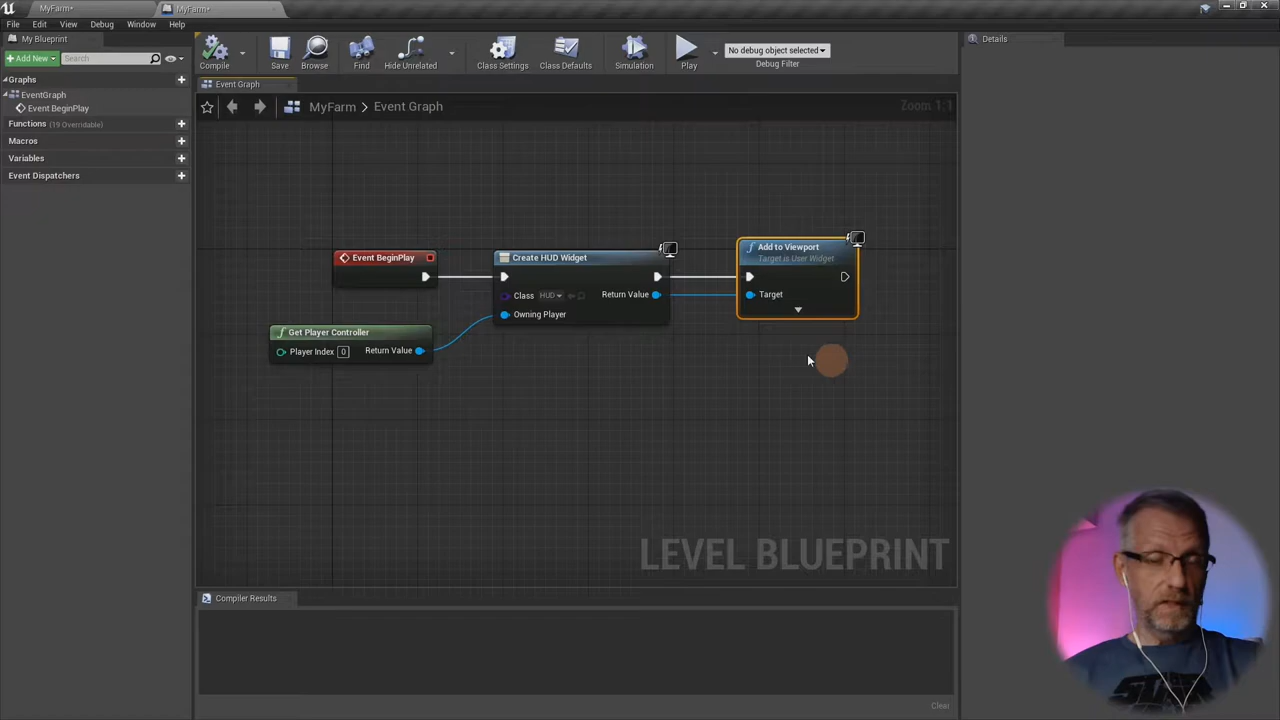 MyFarm*
MyFarm*
File Edit View Debug Window Help
My Blueprint
Add New
Search
Graphs
EventGraph
Event BeginPlay
Functions (19 Overridable)
Macros
Variables
Event Dispatchers
Compile
Save
Browse
Find
Hide Unrelated
Class Settings
Class Defaults
Simulation
Play
No debug object selected
Debug Filter
Event Graph
MyFarm > Event Graph
Zoom 1:1
Event BeginPlay
Create HUD Widget
Class HUD
Return Value
Owning Player
Add to Viewport
Target is User Widget
Target
Get Player Controller
Player Index 0
Return Value
LEVEL BLUEPRINT
Compiler Results
Clear
Details